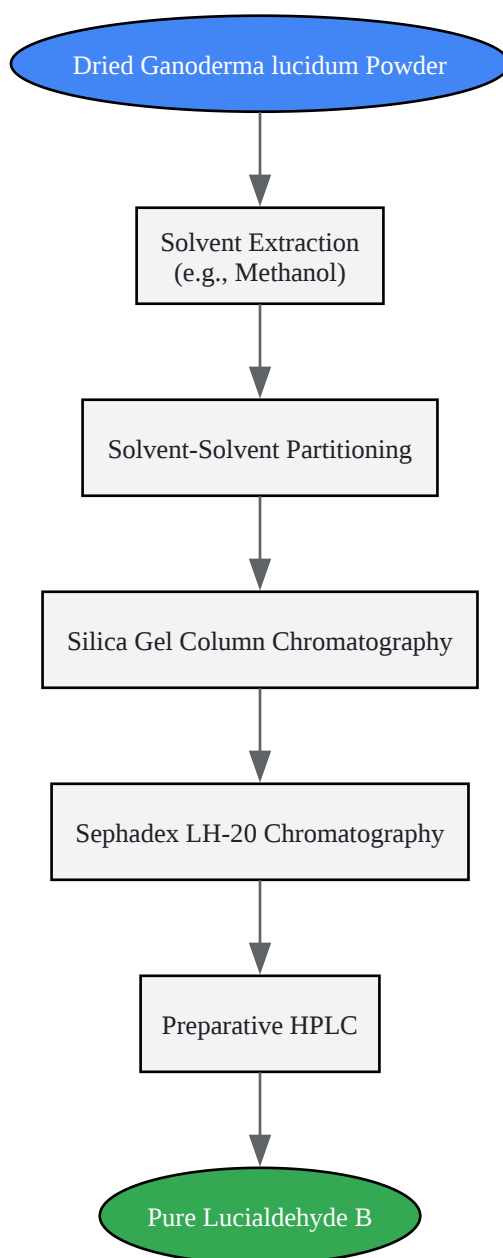 Dried Ganoderma lucidum Powder
Solvent Extraction
(e.g., Methanol)
Solvent-Solvent Partitioning
Silica Gel Column Chromatography
Sephadex LH-20 Chromatography
Preparative HPLC
Pure Lucialdehyde B